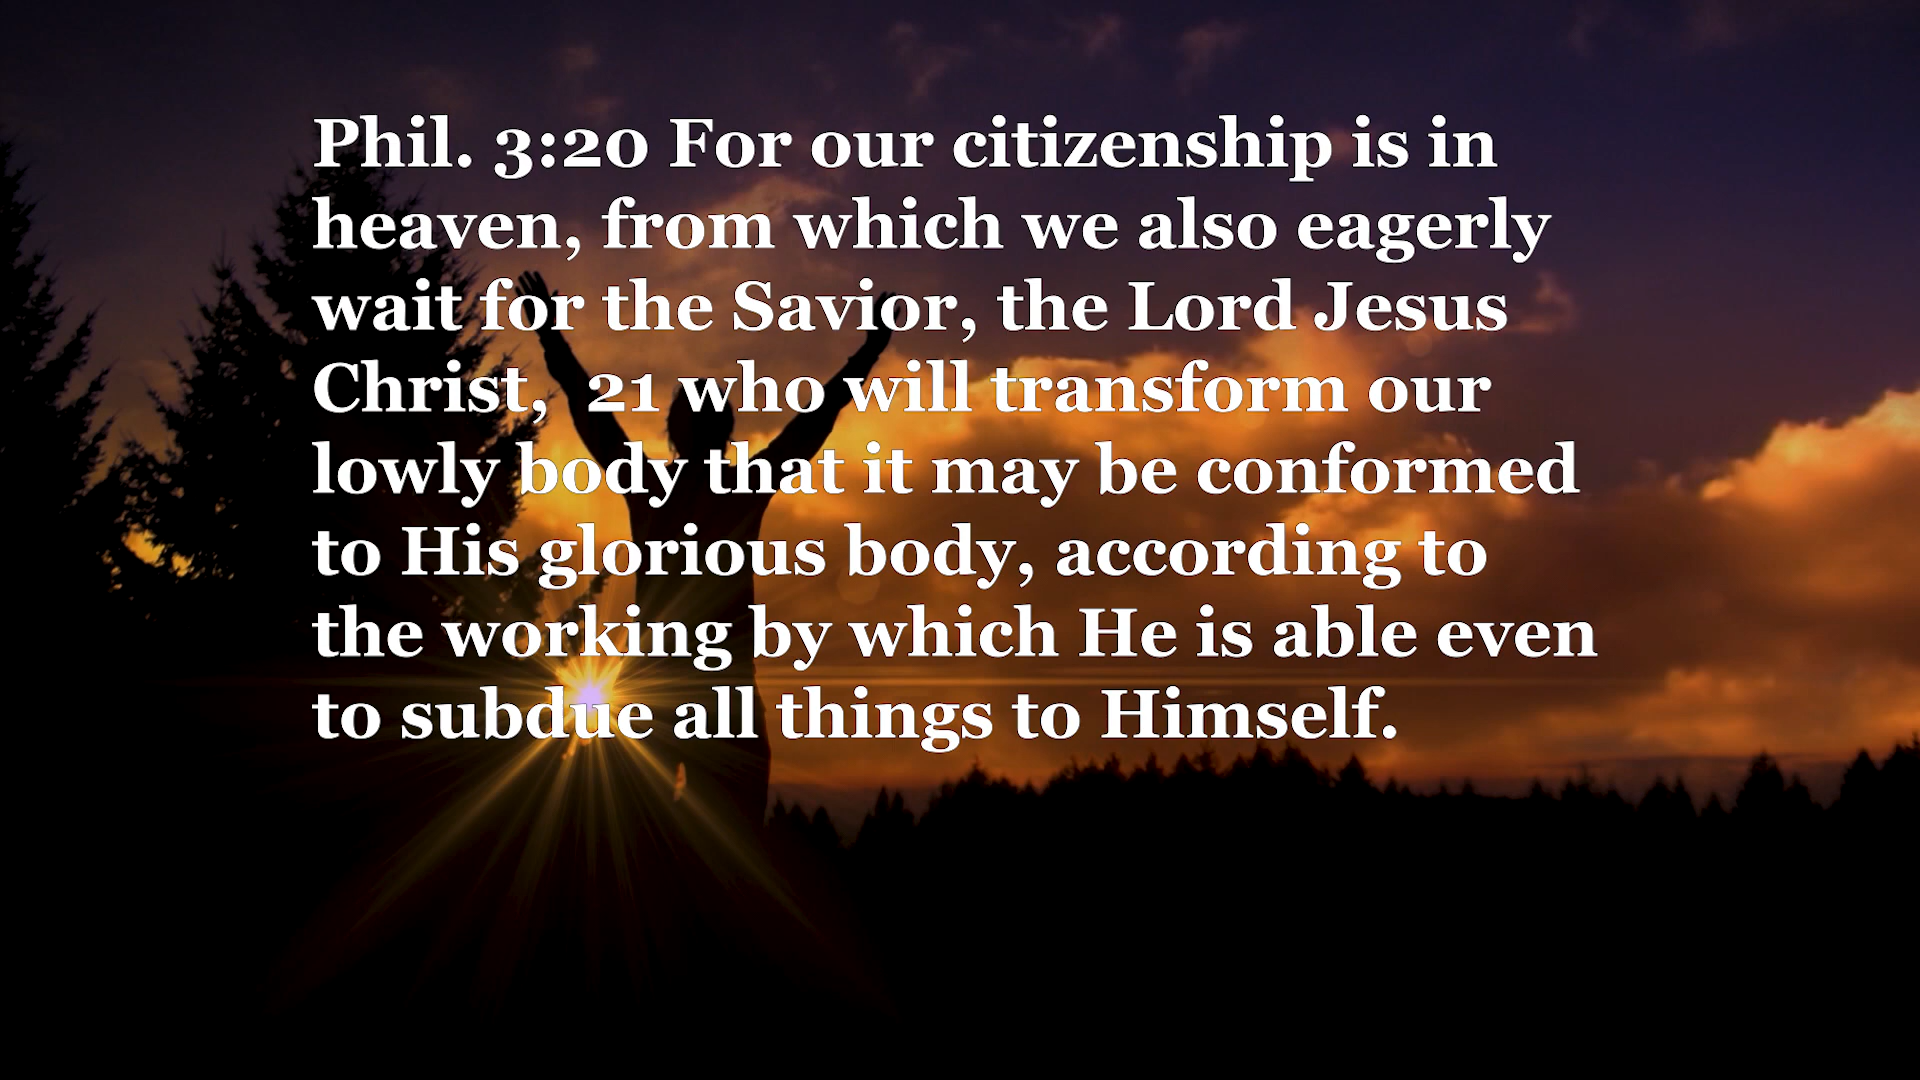 Phil. 3:20 For our citizenship is in
heaven, from which we also eagerly
wait for the Savior, the Lord Jesus
Christ,  21 who will transform our
lowly body that it may be conformed
to His glorious body, according to
the working by which He is able even
to subdue all things to Himself.